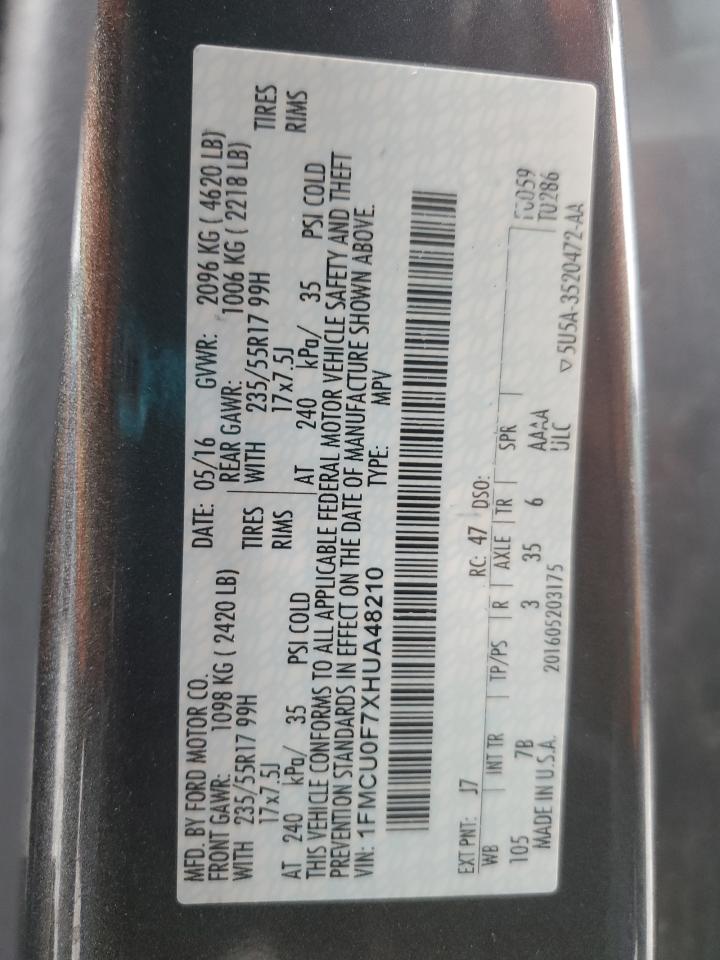 MFD. BY FORD MOTOR CO. DATE: 05/16 GVWR: 2096 KG ( 4620 LB)
FRONT GAWR: 1098 KG ( 2420 LB) REAR GAWR: 1006 KG ( 2218 LB)
WITH 235/55R17 99H TIRES WITH 235/55R17 99H TIRES
17x7.5J RIMS 17x7.5J RIMS
AT 240 kPa/ 35 PSI COLD AT 240 kPa/ 35 PSI COLD
THIS VEHICLE CONFORMS TO ALL APPLICABLE FEDERAL MOTOR VEHICLE SAFETY AND THEFT
PREVENTION STANDARDS IN EFFECT ON THE DATE OF MANUFACTURE SHOWN ABOVE.
VIN: 1FMCU0F7XHUA48210 TYPE: MPV
EXT PNT: J7 RC: 47 DSO:
WB INT TR TP/PS R AXLE TR SPR
105 7B 3 35 6 AAAAA TU286
MADE IN U.S.A. 201605203175 ULC
▽5U5A-3520472-AA